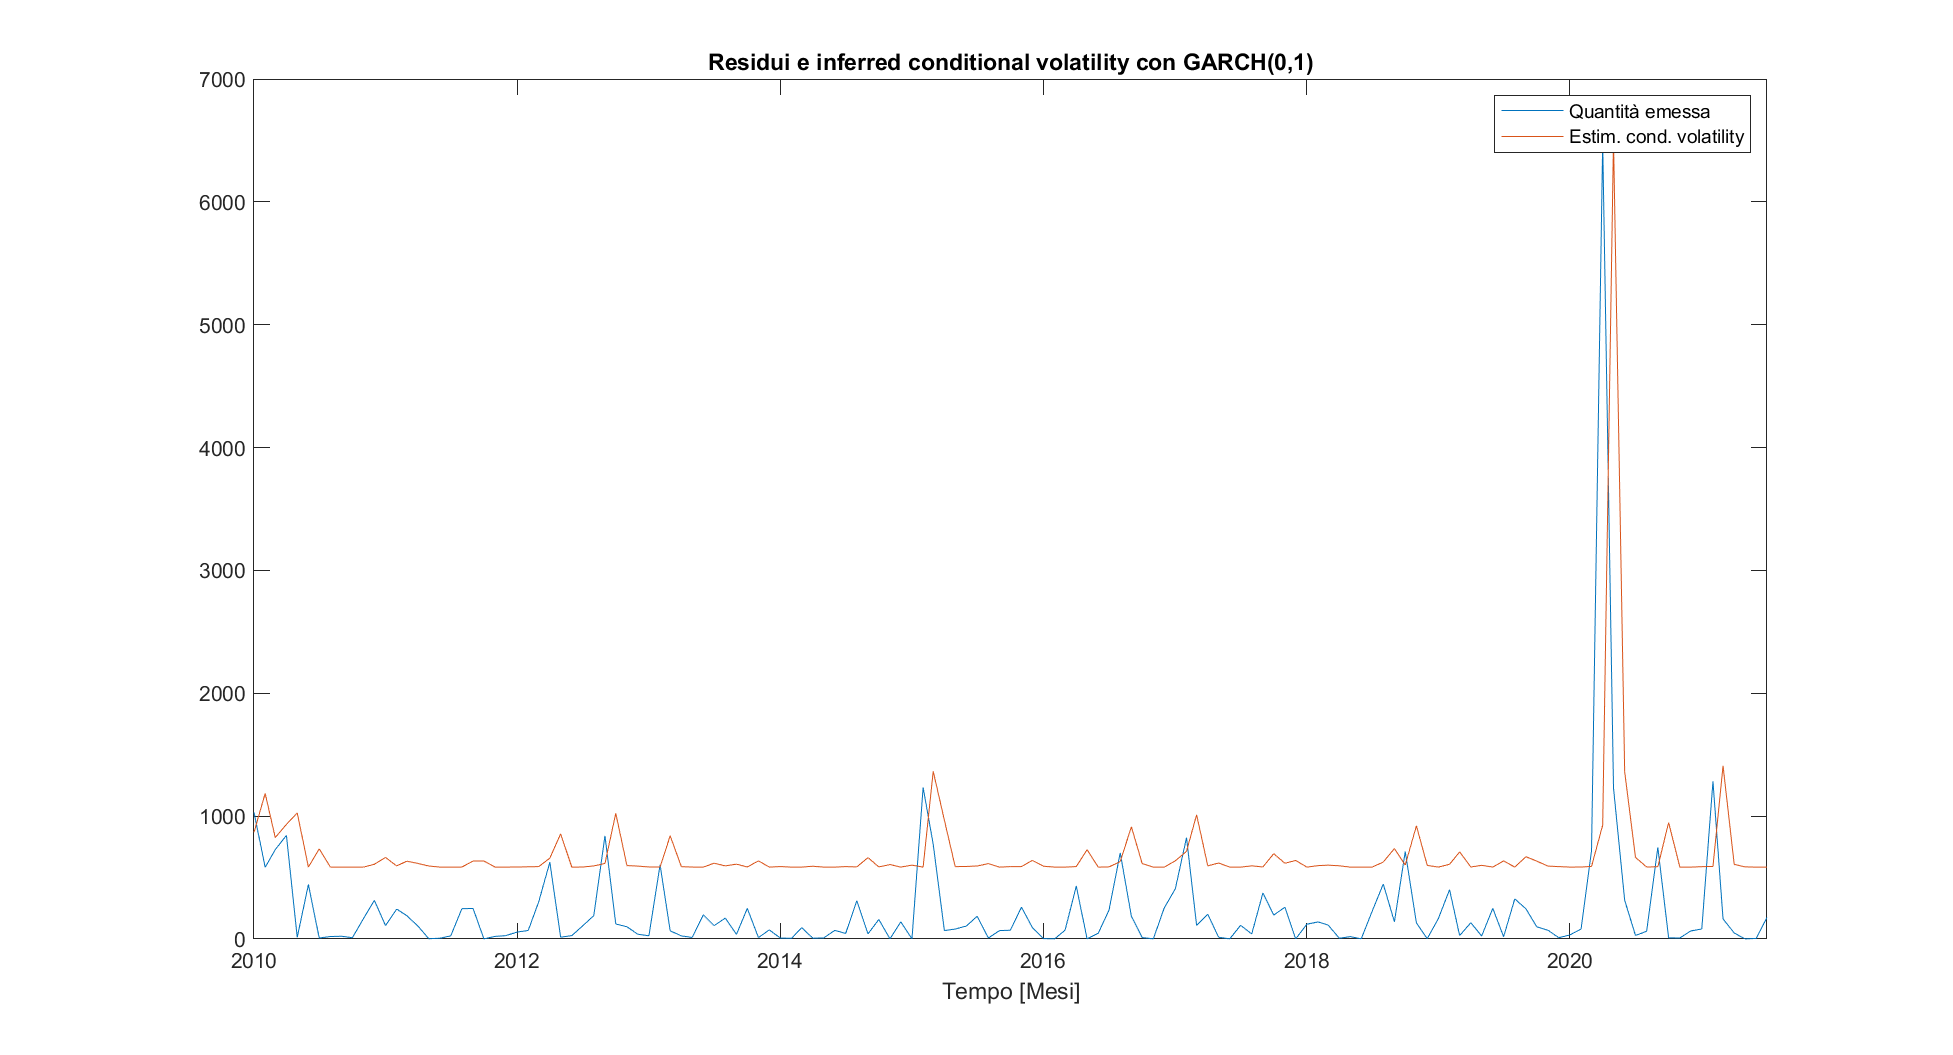 Residui e inferred conditional volatility con GARCH(0,1)
7000
6000
5000
4000
3000
2000
1000
0
Quantità emessa
Estim. cond. volatility
2010 2012 2014 2016 2018 2020
Tempo [Mesi]